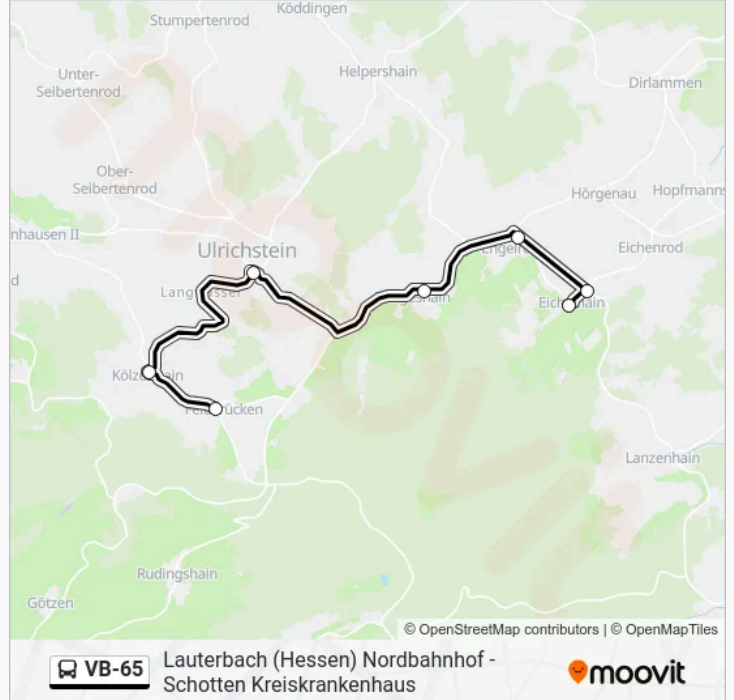 Köddingen
Stumpertenrod
Unter-
Seibertenrod
Helpershain
Dirlammen
Ober-
Seibertenrod
Hörgenau
Hopfmanns
nhausen II
Ulrichstein
Eichenrod
d
Lanzenhain
Rudingshain
Götzen
© OpenStreetMap contributors | © OpenMapTiles
VB-65
Lauterbach (Hessen) Nordbahnhof -
Schotten Kreiskrankenhaus
moovit